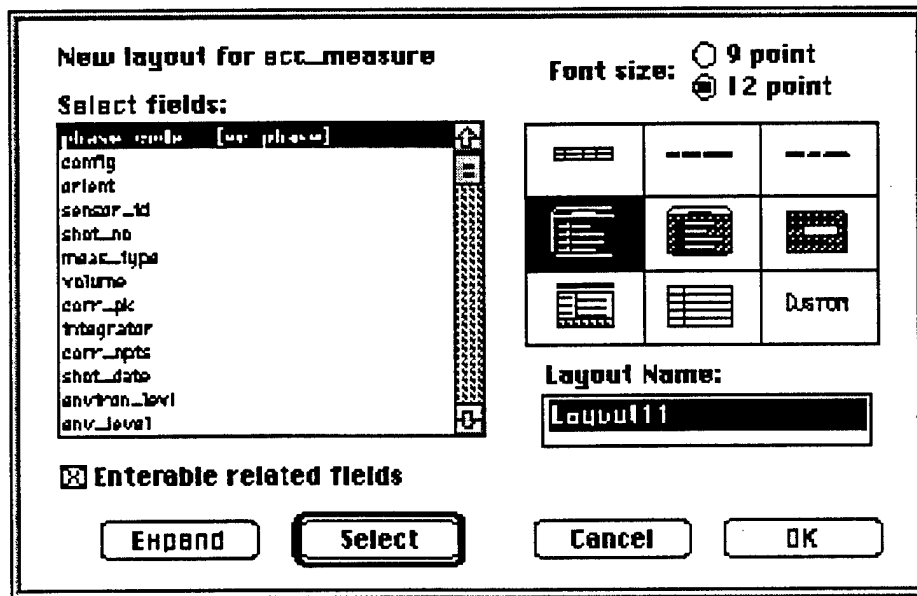 New layout for acc_measure
Font size:
9 point
12 point
Select fields:
phase_code
config
orient
sensor_id
shot_no
meas_type
volume
corr_pk
integrator
corr_npts
shot_date
environ_levl
env_level
Custom
Layout Name:
Layout11
Enterable related fields
Expand
Select
Cancel
OK